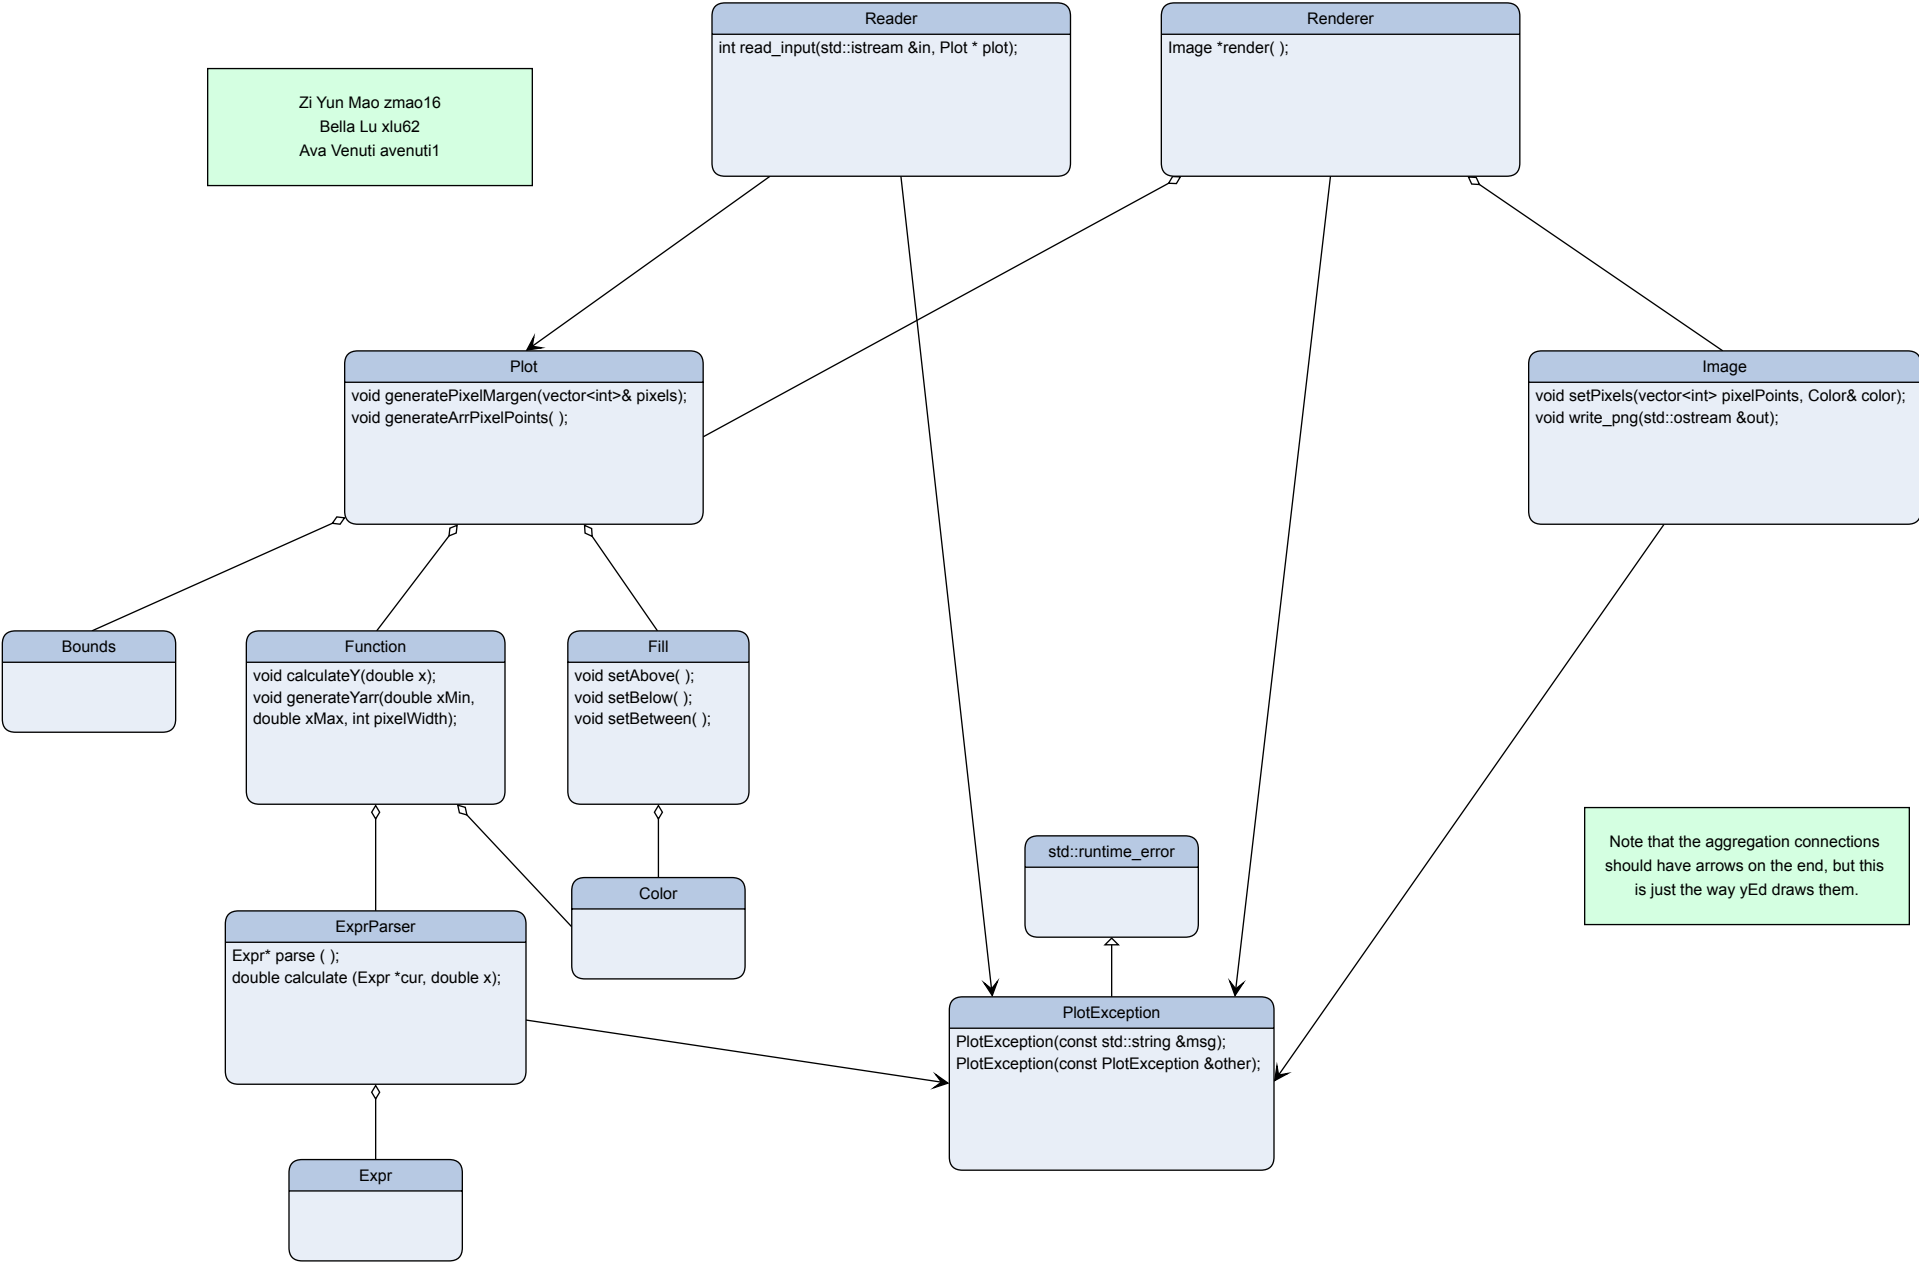 Reader
int read_input(std::istream &in, Plot * plot);
Renderer
Image *render( );
Zi Yun Mao zmao16
Bella Lu xlu62
Ava Venuti avenuti1
Plot
void generatePixelMargen(vector<int>& pixels);
void generateArrPixelPoints( );
Image
void setPixels(vector<int> pixelPoints, Color& color);
void write_png(std::ostream &out);
Bounds
Function
void calculateY(double x);
void generateYarr(double xMin,
double xMax, int pixelWidth);
Fill
void setAbove( );
void setBelow( );
void setBetween( );
Note that the aggregation connections
should have arrows on the end, but this
is just the way yEd draws them.
std::runtime_error
Color
ExprParser
Expr* parse ( );
double calculate (Expr *cur, double x);
PlotException
PlotException(const std::string &msg);
PlotException(const PlotException &other);
Expr